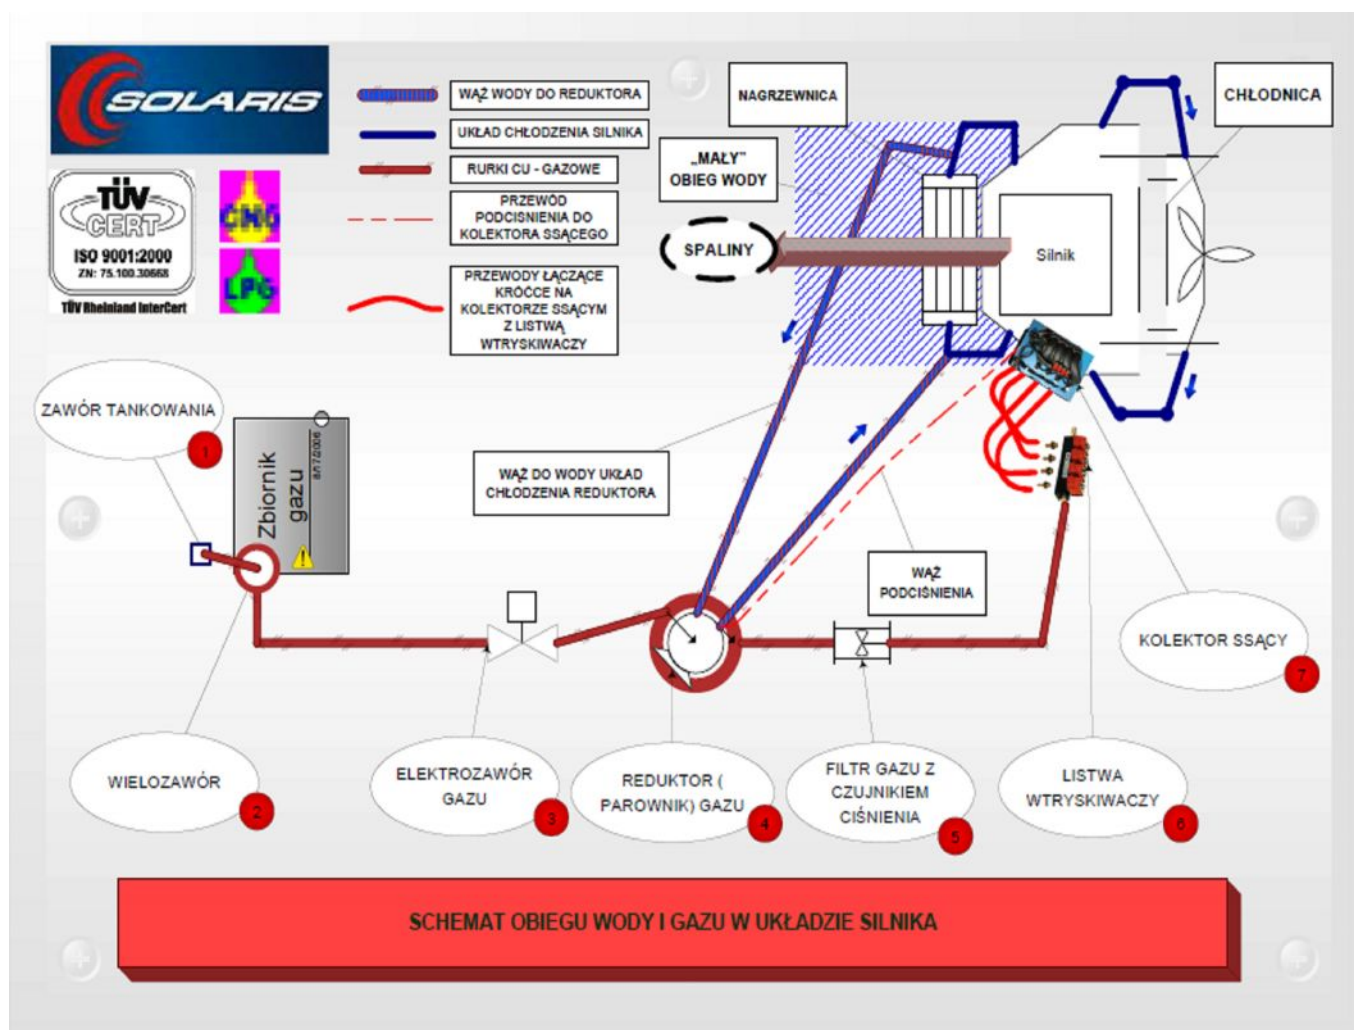 SOLARIS
TÜV
CERT
ISO 9001:2000
ZN: 75.100.30668
TÜV Rheinland InterCert
CNG
LPG
WĄŻ WODY DO REDUKTORA
UKŁAD CHŁODZENIA SILNIKA
RURKI CU - GAZOWE
PRZEWÓD
PODCIŚNIENIA DO
KOLEKTORA SSĄCEGO
PRZEWODY ŁĄCZĄCE
KRÓĆCE NA
KOLEKTORZE SSĄCYM
Z LISTWĄ
WTRYSKIWACZY
NAGRZEWNICA
„MAŁY”
OBIEG WODY
SPALINY
CHŁODNICA
Silnik
ZAWÓR TANKOWANIA
1
Zbiornik
gazu
WĄŻ DO WODY UKŁAD
CHŁODZENIA REDUKTORA
WĄŻ
PODCIŚNIENIA
KOLEKTOR SSĄCY
7
WIELOZAWÓR
2
ELEKTROZAWÓR
GAZU
3
REDUKTOR (
PAROWNIK) GAZU
4
FILTR GAZU Z
CZUJNIKIEM
CIŚNIENIA
5
LISTWA
WTRYSKIWACZY
6
SCHEMAT OBIEGU WODY I GAZU W UKŁADZIE SILNIKA